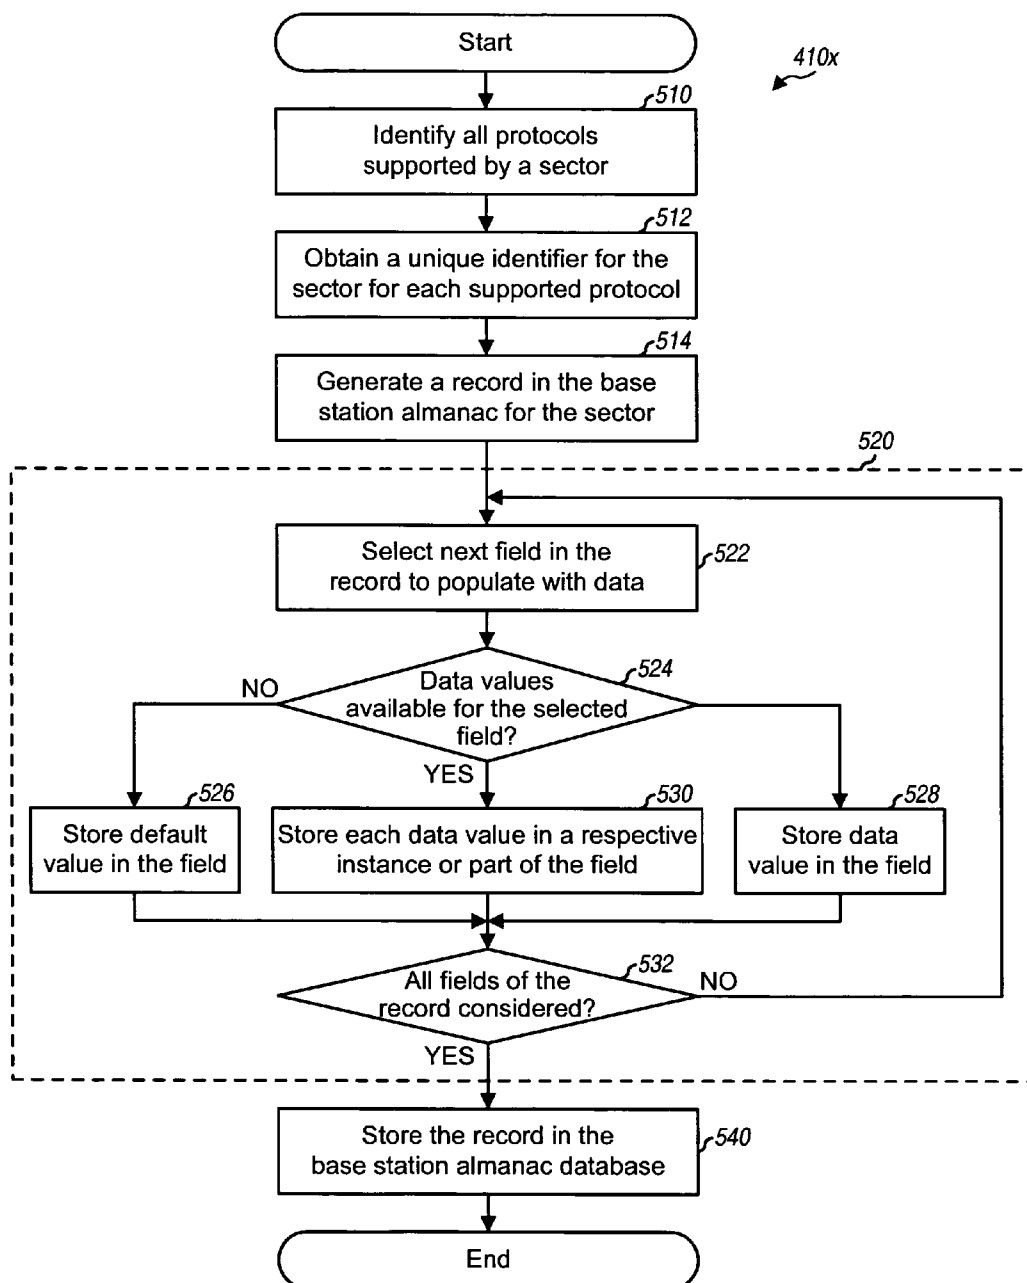 Start
410x
510
Identify all protocols
supported by a sector
512
Obtain a unique identifier for the
sector for each supported protocol
514
Generate a record in the base
station almanac for the sector
520
Select next field in the
record to populate with data
522
524
Data values
available for the selected
field?
NO
YES
526
Store default
value in the field
530
Store each data value in a respective
instance or part of the field
528
Store data
value in the field
532
All fields of the
record considered?
NO
YES
Store the record in the
base station almanac database
540
End